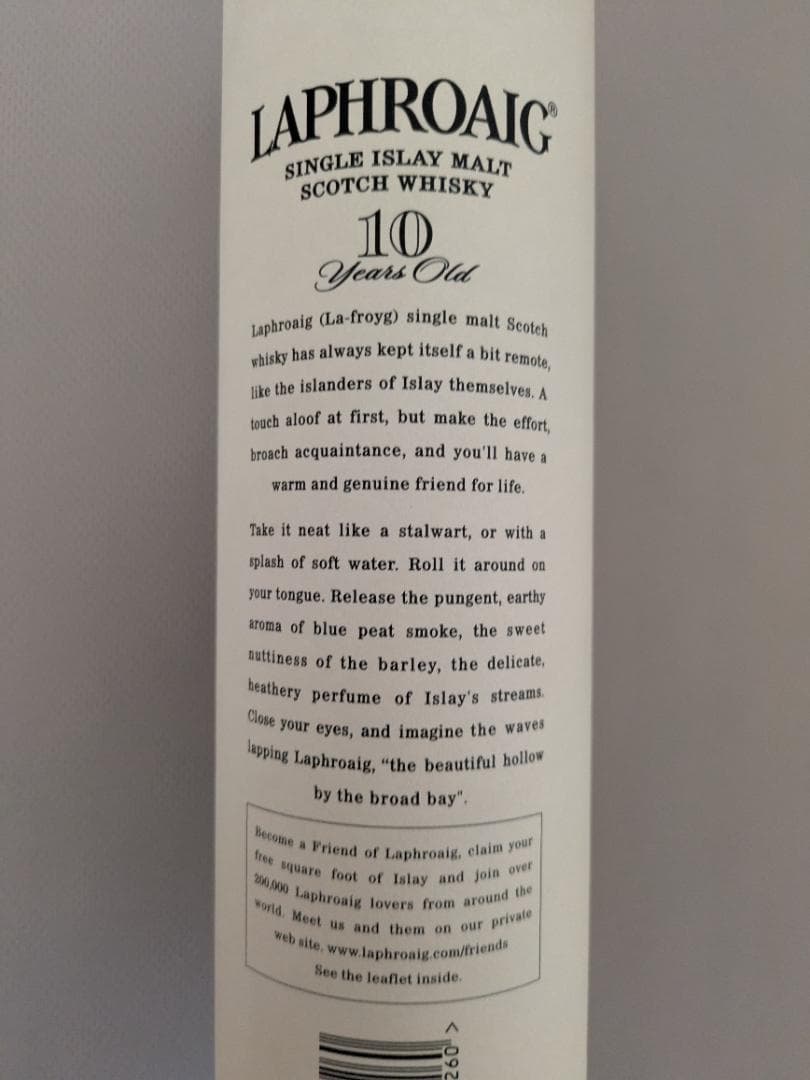 LAPHROAIG®
SINGLE ISLAY MALT
SCOTCH WHISKY
10
Years Old
Laphroaig (La-froyg) single malt Scotch
whisky has always kept itself a bit remote,
like the islanders of Islay themselves. A
touch aloof at first, but make the effort,
broach acquaintance, and you'll have a
warm and genuine friend for life.
Take it neat like a stalwart, or with a
splash of soft water. Roll it around on
your tongue. Release the pungent, earthy
aroma of blue peat smoke, the sweet
nuttiness of the barley, the delicate,
heathery perfume of Islay's streams.
Close your eyes, and imagine the waves
lapping Laphroaig, “the beautiful hollow
by the broad bay".
Become a Friend of Laphroaig, claim your
free square foot of Islay and join over
200,000 Laphroaig lovers from around the
world. Meet us and them on our private
web site. www.laphroaig.com/friends
See the leaflet inside.
> 092